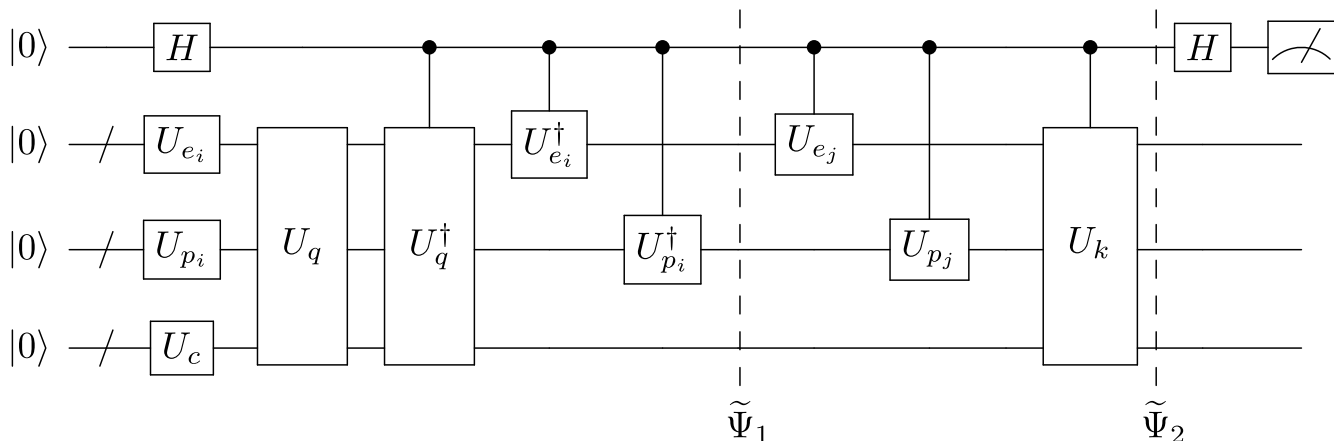 |0⟩ H H
|0⟩ U_{e_i} U_{e_i}^† U_{e_j}
|0⟩ U_{p_i} U_q U_q^† U_{p_i}^† U_{p_j} U_k
|0⟩ U_c
Ψ̃_1 Ψ̃_2